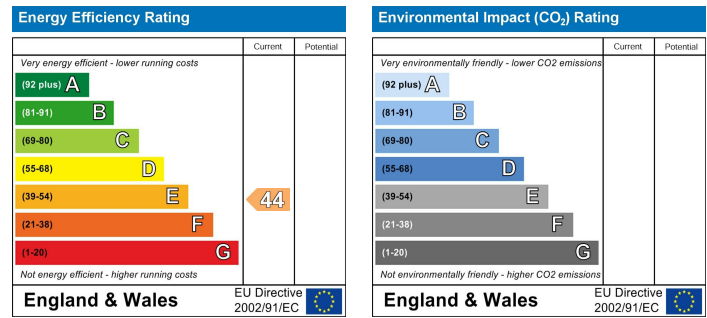 Energy Efficiency Rating
Current Potential
Very energy efficient - lower running costs
(92 plus) A
(81-91) B
(69-80) C
(55-68) D
(39-54) E 44
(21-38) F
(1-20) G
Not energy efficient - higher running costs
England & Wales
EU Directive
2002/91/EC
Environmental Impact (CO₂) Rating
Current Potential
Very environmentally friendly - lower CO2 emissions
(92 plus) A
(81-91) B
(69-80) C
(55-68) D
(39-54) E
(21-38) F
(1-20) G
Not environmentally friendly - higher CO2 emissions
England & Wales
EU Directive
2002/91/EC